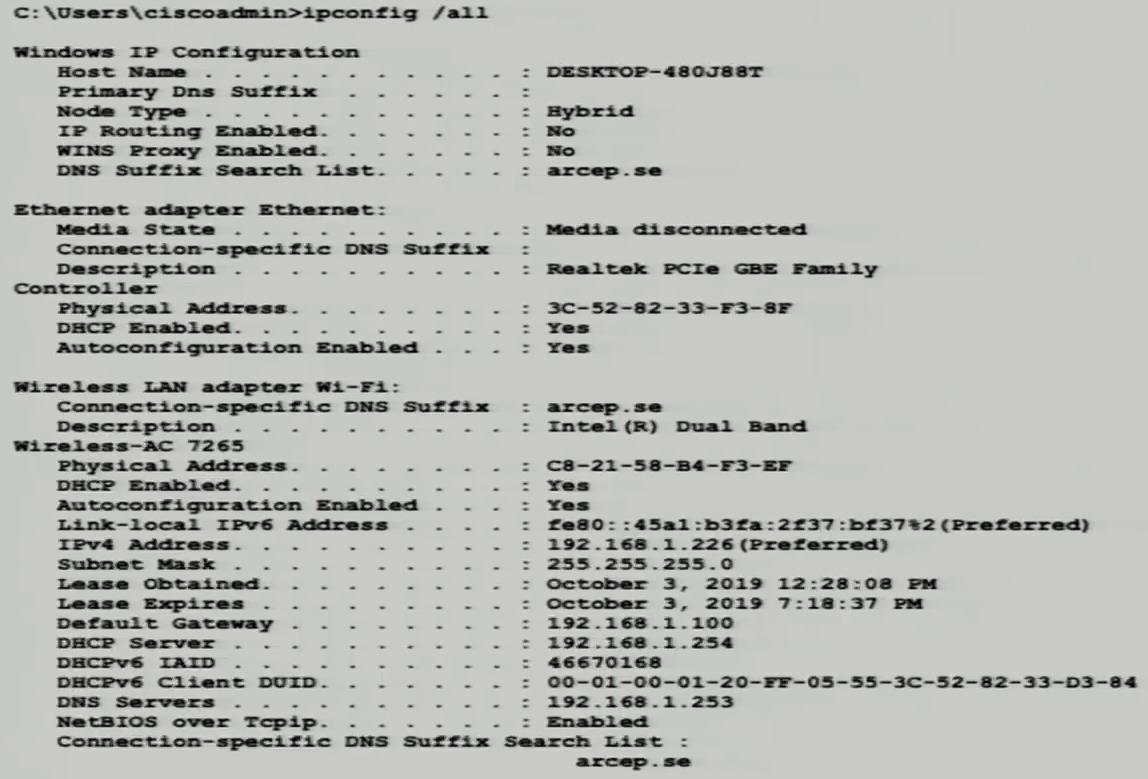 C:\Users\ciscoadmin>ipconfig /all
Windows IP Configuration
Host Name . . . . . . . . . . . . : DESKTOP-480J88T
Primary Dns Suffix . . . . . . :
Node Type . . . . . . . . . . . . : Hybrid
IP Routing Enabled. . . . . . . : No
WINS Proxy Enabled. . . . . . . : No
DNS Suffix Search List. . . . . : arcep.se
Ethernet adapter Ethernet:
Media State . . . . . . . . . . . : Media disconnected
Connection-specific DNS Suffix :
Description . . . . . . . . . . . : Realtek PCIe GBE Family
Controller
Physical Address. . . . . . . . : 3C-52-82-33-F3-8F
DHCP Enabled. . . . . . . . . . : Yes
Autoconfiguration Enabled . . . : Yes
Wireless LAN adapter Wi-Fi:
Connection-specific DNS Suffix : arcep.se
Description . . . . . . . . . . . : Intel(R) Dual Band
Wireless-AC 7265
Physical Address. . . . . . . . : C8-21-58-B4-F3-EF
DHCP Enabled. . . . . . . . . . : Yes
Autoconfiguration Enabled . . . : Yes
Link-local IPv6 Address . . . . : fe80::45a1:b3fa:2f37:bf37%2(Preferred)
IPv4 Address. . . . . . . . . . : 192.168.1.226(Preferred)
Subnet Mask . . . . . . . . . . : 255.255.255.0
Lease Obtained. . . . . . . . . : October 3, 2019 12:28:08 PM
Lease Expires . . . . . . . . . : October 3, 2019 7:18:37 PM
Default Gateway . . . . . . . . : 192.168.1.100
DHCP Server . . . . . . . . . . . : 192.168.1.254
DHCPv6 IAID . . . . . . . . . . . : 46670168
DHCPv6 Client DUID. . . . . . . : 00-01-00-01-20-FF-05-55-3C-52-82-33-D3-84
DNS Servers . . . . . . . . . . . : 192.168.1.253
NetBIOS over Tcpip. . . . . . . : Enabled
Connection-specific DNS Suffix Search List :
arcep.se